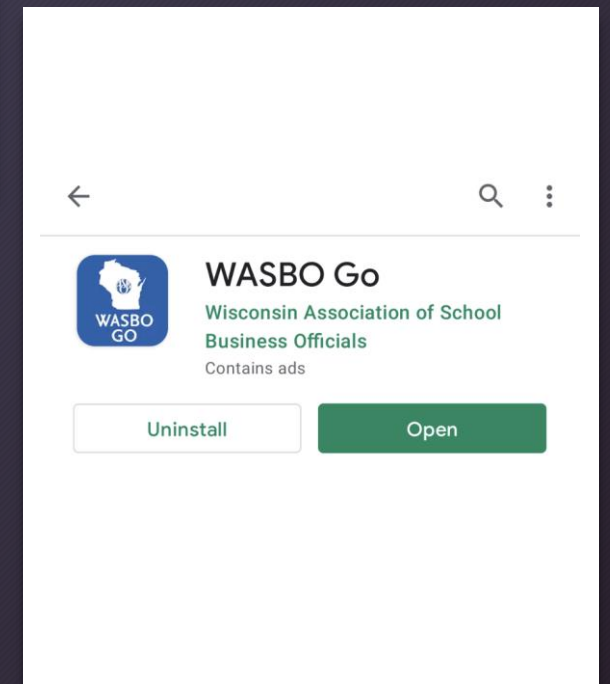 WASBO Go
WASBO
GO
Wisconsin Association of School
Business Officials
Contains ads
Uninstall
Open